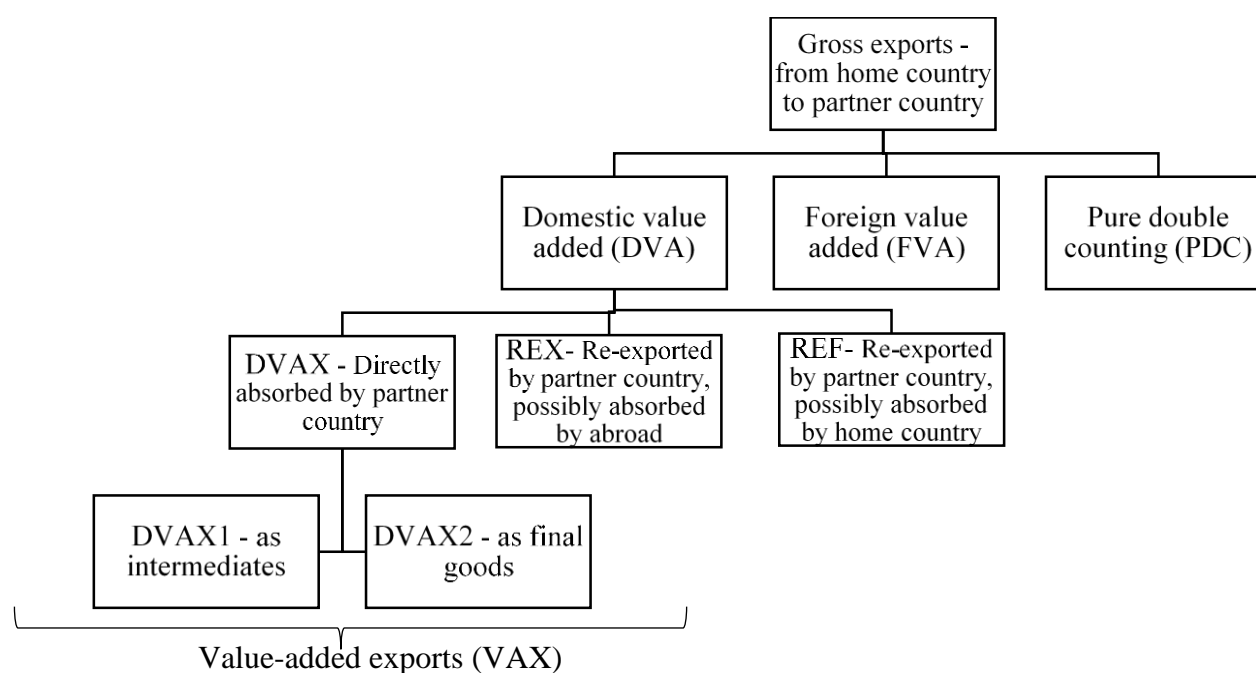 Gross exports -
from home country
to partner country
Domestic value
added (DVA)
Foreign value
added (FVA)
Pure double
counting (PDC)
DVAX - Directly
absorbed by partner
country
REX- Re-exported
by partner country,
possibly absorbed
by abroad
REF- Re-exported
by partner country,
possibly absorbed
by home country
DVAX1 - as
intermediates
DVAX2 - as final
goods
Value-added exports (VAX)